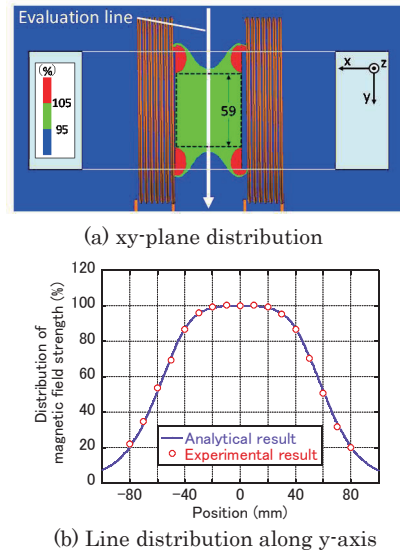 Evaluation line
(%)
105
95
59
x
z
y
(a) xy-plane distribution
Distribution of
magnetic field strength (%)
120
100
80
60
40
20
0
Analytical result
Experimental result
−80
−40
0
40
80
Position (mm)
(b) Line distribution along y-axis